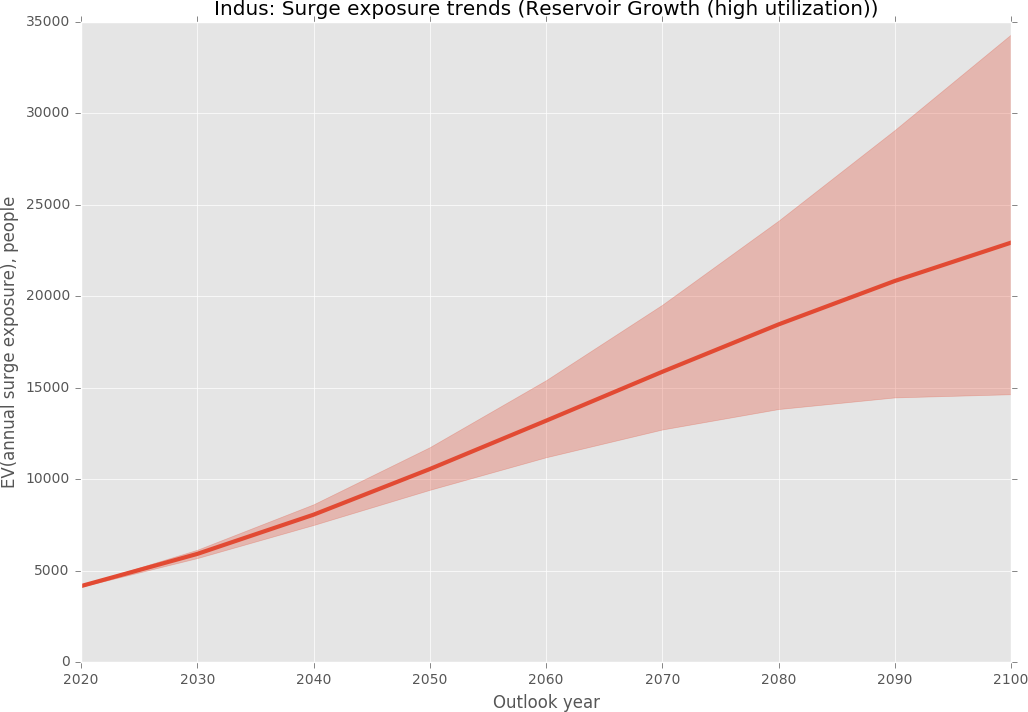 Indus: Surge exposure trends (Reservoir Growth (high utilization))
35000
30000
25000
20000
15000
10000
5000
0
EV(annual surge exposure), people
2020 2030 2040 2050 2060 2070 2080 2090 2100
Outlook year